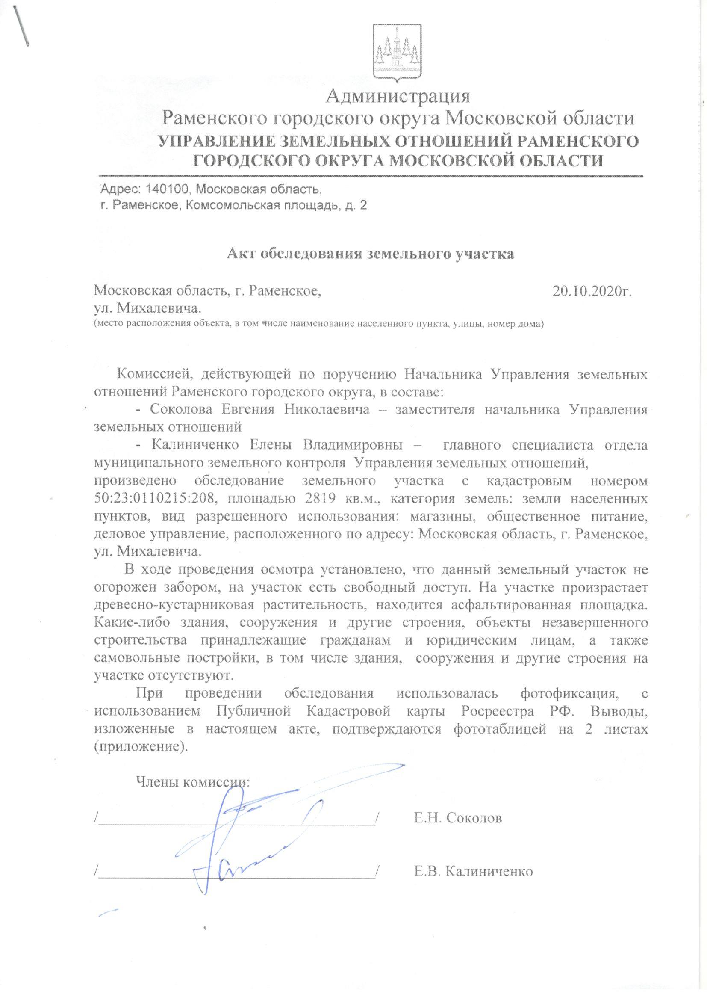 Администрация
Раменского городского округа Московской области
УПРАВЛЕНИЕ ЗЕМЕЛЬНЫХ ОТНОШЕНИЙ РАМЕНСКОГО
ГОРОДСКОГО ОКРУГА МОСКОВСКОЙ ОБЛАСТИ
Адрес: 140100, Московская область,
г. Раменское, Комсомольская площадь, д. 2
Акт обследования земельного участка
Московская область, г. Раменское, 20.10.2020г.
ул. Михалевича.
(место расположения объекта, в том числе наименование населенного пункта, улицы, номер дома)
Комиссией, действующей по поручению Начальника Управления земельных
отношений Раменского городского округа, в составе:
- Соколова Евгения Николаевича – заместителя начальника Управления
земельных отношений
- Калиниченко Елены Владимировны – главного специалиста отдела
муниципального земельного контроля Управления земельных отношений,
произведено обследование земельного участка с кадастровым номером
50:23:0110215:208, площадью 2819 кв.м., категория земель: земли населенных
пунктов, вид разрешенного использования: магазины, общественное питание,
деловое управление, расположенного по адресу: Московская область, г. Раменское,
ул. Михалевича.
В ходе проведения осмотра установлено, что данный земельный участок не
огорожен забором, на участок есть свободный доступ. На участке произрастает
древесно-кустарниковая растительность, находится асфальтированная площадка.
Какие-либо здания, сооружения и другие строения, объекты незавершенного
строительства принадлежащие гражданам и юридическим лицам, а также
самовольные постройки, в том числе здания, сооружения и другие строения на
участке отсутствуют.
При проведении обследования использовалась фотофиксация, с
использованием Публичной Кадастровой карты Росреестра РФ. Выводы,
изложенные в настоящем акте, подтверждаются фототаблицей на 2 листах
(приложение).
Члены комиссии:
/ / Е.Н. Соколов
/ / Е.В. Калиниченко